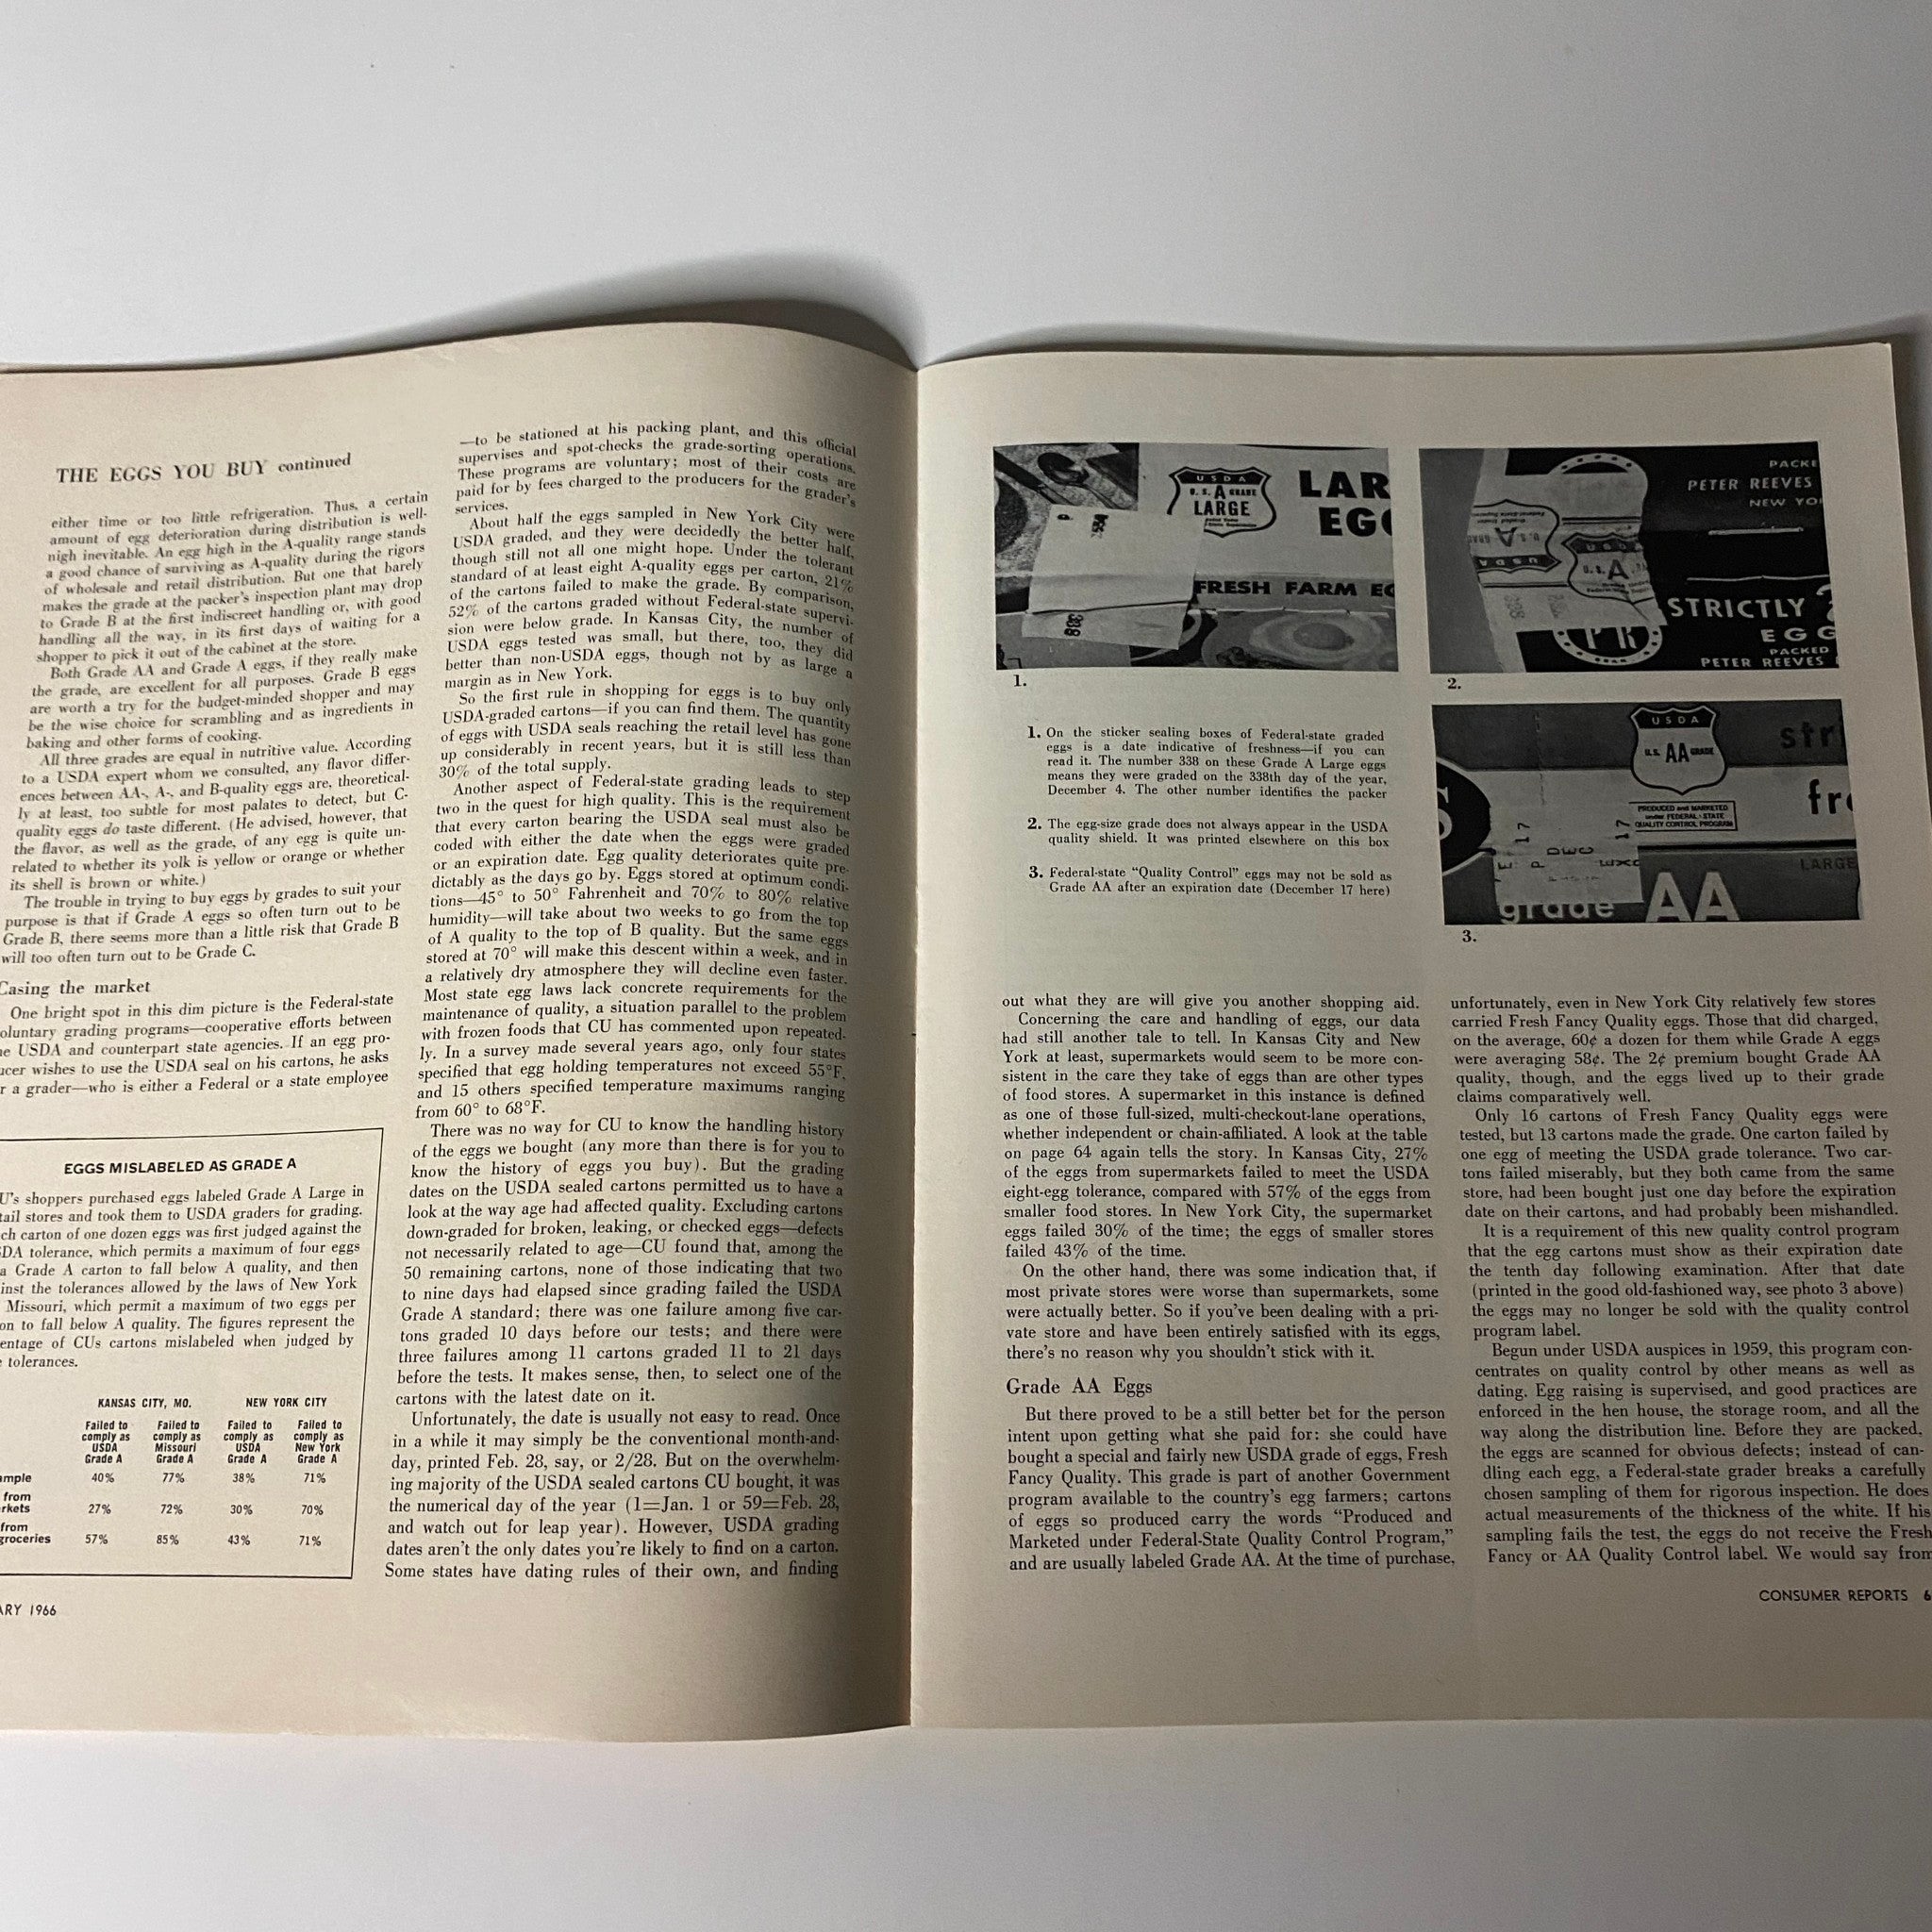 THE EGGS YOU BUY continued
either time or too little refrigeration. Thus, a certain
amount of egg deterioration during distribution is well-
nigh inevitable. An egg high in the A-quality range stands
a good chance of surviving as A-quality during the rigors
of wholesale and retail distribution. But one that barely
makes the grade at the packer's inspection plant may drop
to Grade B at the first indiscreet handling or, with good
handling all the way, in its first days of waiting for a
shopper to pick it out of the cabinet at the store.
Both Grade AA and Grade A eggs, if they really make
the grade, are excellent for all purposes. Grade B eggs
are worth a try for the budget-minded shopper and may
be the wise choice for scrambling and as ingredients in
baking and other forms of cooking.
All three grades are equal in nutritive value. According
to a USDA expert whom we consulted, any flavor differ-
ences between AA-, A-, and B-quality eggs are, theoretical-
ly at least, too subtle for most palates to detect, but C-
quality eggs do taste different. (He advised, however, that
the flavor, as well as the grade, of any egg is quite un-
related to whether its yolk is yellow or orange or whether
its shell is brown or white.)
The trouble in trying to buy eggs by grades to suit your
purpose is that if Grade A eggs so often turn out to be
Grade B, there seems more than a little risk that Grade B
will too often turn out to be Grade C.
Casing the market
One bright spot in this dim picture is the Federal-state
oluntary grading programs—cooperative efforts between
e USDA and counterpart state agencies. If an egg pro-
ucer wishes to use the USDA seal on his cartons, he asks
r a grader—who is either a Federal or a state employee
EGGS MISLABELED AS GRADE A
U's shoppers purchased eggs labeled Grade A Large in
tail stores and took them to USDA graders for grading.
ch carton of one dozen eggs was first judged against the
DA tolerance, which permits a maximum of four eggs
a Grade A carton to fall below A quality, and then
inst the tolerances allowed by the laws of New York
Missouri, which permit a maximum of two eggs per
on to fall below A quality. The figures represent the
entage of CUs cartons mislabeled when judged by
e tolerances.
KANSAS CITY, MO. NEW YORK CITY
Failed to Failed to Failed to Failed to
comply as comply as comply as comply as
USDA Missouri USDA New York
Grade A Grade A Grade A Grade A
mple 40% 77% 38% 71%
from
rkets 27% 72% 30% 70%
from
groceries 57% 85% 43% 71%
ARY 1966
—to be stationed at his packing plant, and this official
supervises and spot-checks the grade-sorting operations.
These programs are voluntary; most of their costs are
paid for by fees charged to the producers for the grader's
services.
About half the eggs sampled in New York City were
USDA graded, and they were decidedly the better half,
though still not all one might hope. Under the tolerant
standard of at least eight A-quality eggs per carton, 21%
of the cartons failed to make the grade. By comparison,
52% of the cartons graded without Federal-state supervi-
sion were below grade. In Kansas City, the number of
USDA eggs tested was small, but there, too, they did
better than non-USDA eggs, though not by as large a
margin as in New York.
So the first rule in shopping for eggs is to buy only
USDA-graded cartons—if you can find them. The quantity
of eggs with USDA seals reaching the retail level has gone
up considerably in recent years, but it is still less than
30% of the total supply.
Another aspect of Federal-state grading leads to step
two in the quest for high quality. This is the requirement
that every carton bearing the USDA seal must also be
coded with either the date when the eggs were graded
or an expiration date. Egg quality deteriorates quite pre-
dictably as the days go by. Eggs stored at optimum condi-
tions—45° to 50° Fahrenheit and 70% to 80% relative
humidity—will take about two weeks to go from the top
of A quality to the top of B quality. But the same eggs
stored at 70° will make this descent within a week, and in
a relatively dry atmosphere they will decline even faster.
Most state egg laws lack concrete requirements for the
maintenance of quality, a situation parallel to the problem
with frozen foods that CU has commented upon repeated-
ly. In a survey made several years ago, only four states
specified that egg holding temperatures not exceed 55°F,
and 15 others specified temperature maximums ranging
from 60° to 68°F.
There was no way for CU to know the handling history
of the eggs we bought (any more than there is for you to
know the history of eggs you buy). But the grading
dates on the USDA sealed cartons permitted us to have a
look at the way age had affected quality. Excluding cartons
down-graded for broken, leaking, or checked eggs—defects
not necessarily related to age—CU found that, among the
50 remaining cartons, none of those indicating that two
to nine days had elapsed since grading failed the USDA
Grade A standard; there was one failure among five car-
tons graded 10 days before our tests; and there were
three failures among 11 cartons graded 11 to 21 days
before the tests. It makes sense, then, to select one of the
cartons with the latest date on it.
Unfortunately, the date is usually not easy to read. Once
in a while it may simply be the conventional month-and-
day, printed Feb. 28, say, or 2/28. But on the overwhelm-
ing majority of the USDA sealed cartons CU bought, it was
the numerical day of the year (1=Jan. 1 or 59=Feb. 28,
and watch out for leap year). However, USDA grading
dates aren't the only dates you're likely to find on a carton.
Some states have dating rules of their own, and finding
USDA
U.S. A GRADE
LARGE
LAR
EGG
FRESH FARM EG
338
1.
PACKE
PETER REEVES
NEW YO
USDA
U.S. A
STRICTLY
EGG
PR
PACKED
PETER REEVES
2.
USDA
U.S. AA GRADE
PRODUCED and MARKETED
under FEDERAL-STATE
QUALITY CONTROL PROGRAM
str
fr
17
DEC
17
LARGE
grade AA
3.
1. On the sticker sealing boxes of Federal-state graded
eggs is a date indicative of freshness—if you can
read it. The number 338 on these Grade A Large eggs
means they were graded on the 338th day of the year,
December 4. The other number identifies the packer
2. The egg-size grade does not always appear in the USDA
quality shield. It was printed elsewhere on this box
3. Federal-state “Quality Control” eggs may not be sold as
Grade AA after an expiration date (December 17 here)
out what they are will give you another shopping aid.
Concerning the care and handling of eggs, our data
had still another tale to tell. In Kansas City and New
York at least, supermarkets would seem to be more con-
sistent in the care they take of eggs than are other types
of food stores. A supermarket in this instance is defined
as one of those full-sized, multi-checkout-lane operations,
whether independent or chain-affiliated. A look at the table
on page 64 again tells the story. In Kansas City, 27%
of the eggs from supermarkets failed to meet the USDA
eight-egg tolerance, compared with 57% of the eggs from
smaller food stores. In New York City, the supermarket
eggs failed 30% of the time; the eggs of smaller stores
failed 43% of the time.
On the other hand, there was some indication that, if
most private stores were worse than supermarkets, some
were actually better. So if you've been dealing with a pri-
vate store and have been entirely satisfied with its eggs,
there's no reason why you shouldn't stick with it.
Grade AA Eggs
But there proved to be a still better bet for the person
intent upon getting what she paid for: she could have
bought a special and fairly new USDA grade of eggs, Fresh
Fancy Quality. This grade is part of another Government
program available to the country's egg farmers; cartons
of eggs so produced carry the words “Produced and
Marketed under Federal-State Quality Control Program,”
and are usually labeled Grade AA. At the time of purchase,
unfortunately, even in New York City relatively few stores
carried Fresh Fancy Quality eggs. Those that did charged,
on the average, 60¢ a dozen for them while Grade A eggs
were averaging 58¢. The 2¢ premium bought Grade AA
quality, though, and the eggs lived up to their grade
claims comparatively well.
Only 16 cartons of Fresh Fancy Quality eggs were
tested, but 13 cartons made the grade. One carton failed by
one egg of meeting the USDA grade tolerance. Two car-
tons failed miserably, but they both came from the same
store, had been bought just one day before the expiration
date on their cartons, and had probably been mishandled.
It is a requirement of this new quality control program
that the egg cartons must show as their expiration date
the tenth day following examination. After that date
(printed in the good old-fashioned way, see photo 3 above)
the eggs may no longer be sold with the quality control
program label.
Begun under USDA auspices in 1959, this program con-
centrates on quality control by other means as well as
dating. Egg raising is supervised, and good practices are
enforced in the hen house, the storage room, and all the
way along the distribution line. Before they are packed,
the eggs are scanned for obvious defects; instead of can-
dling each egg, a Federal-state grader breaks a carefully
chosen sampling of them for rigorous inspection. He does
actual measurements of the thickness of the white. If his
sampling fails the test, the eggs do not receive the Fresh
Fancy or AA Quality Control label. We would say from
CONSUMER REPORTS 6